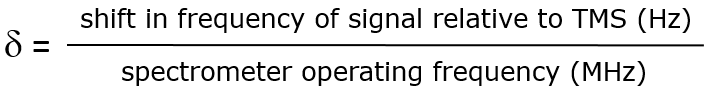 shift in frequency of signal relative to TMS (Hz)
δ =
spectrometer operating frequency (MHz)